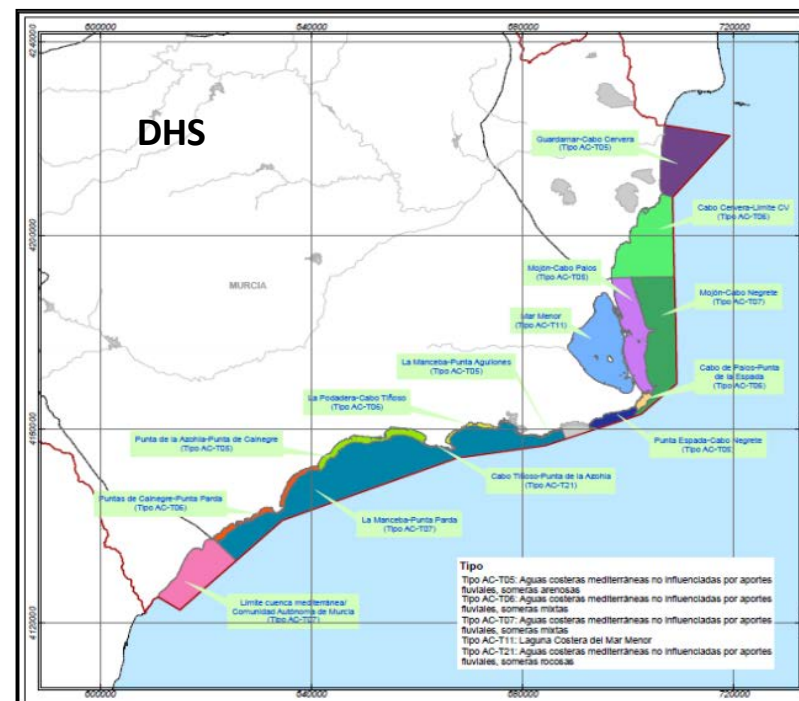 600000 640000 680000 720000
4240000
DHS
Guardamar-Cabo Cervera
(Tipo AC-T05)
Cabo Cervera-Límite CV
(Tipo AC-T06)
4200000 4200000
Mojón-Cabo Palos
(Tipo AC-T05)
MURCIA
Mar Menor
(Tipo AC-T11)
Mojón-Cabo Negrete
(Tipo AC-T07)
La Manceba-Punta Aguilones
(Tipo AC-T05)
Cabo de Palos-Punta
de la Espada
(Tipo AC-T06)
La Podadera-Cabo Tiñoso
(Tipo AC-T06)
4160000 4160000
Punta de la Azohía-Punta de Calnegre
(Tipo AC-T05)
Punta Espada-Cabo Negrete
(Tipo AC-T05)
Cabo Tiñoso-Punta de la Azohía
(Tipo AC-T21)
Puntas de Calnegre-Punta Parda
(Tipo AC-T06)
La Manceba-Punta Parda
(Tipo AC-T07)
Límite cuenca mediterránea/
Comunidad Autónoma de Murcia
(Tipo AC-T07)
Tipo
Tipo AC-T05: Aguas costeras mediterráneas no influenciadas por aportes
fluviales, someras arenosas
Tipo AC-T06: Aguas costeras mediterráneas no influenciadas por aportes
fluviales, someras mixtas
Tipo AC-T07: Aguas costeras mediterráneas no influenciadas por aportes
fluviales, someras mixtas
Tipo AC-T11: Laguna Costera del Mar Menor
Tipo AC-T21: Aguas costeras mediterráneas no influenciadas por aportes
fluviales, someras rocosas
4120000 4120000
600000 640000 680000 720000